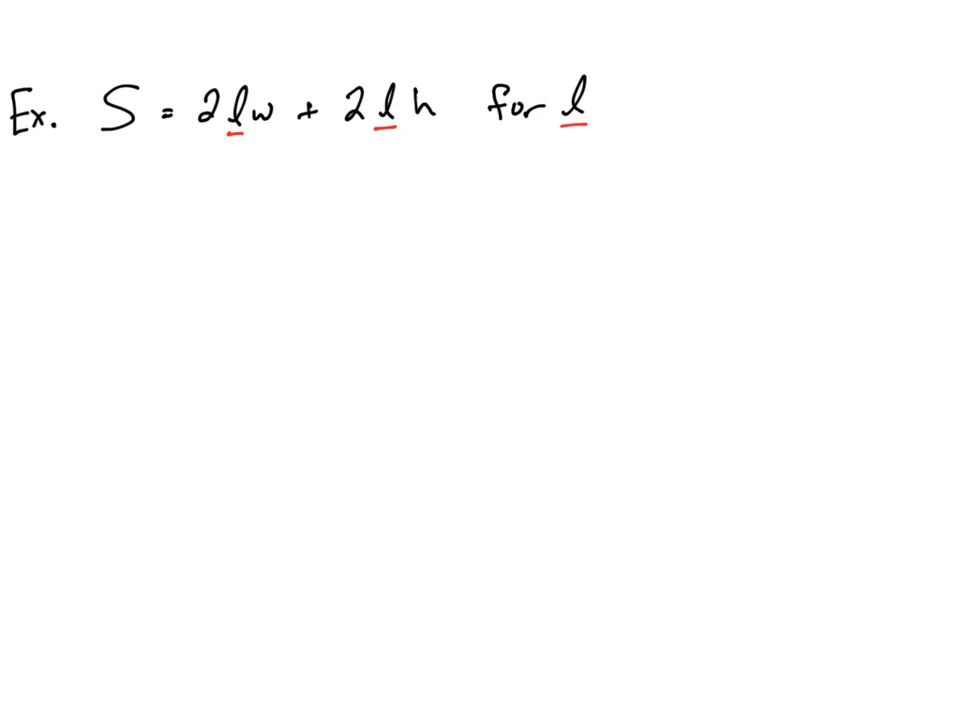 Ex. S = 2lw + 2lh for l